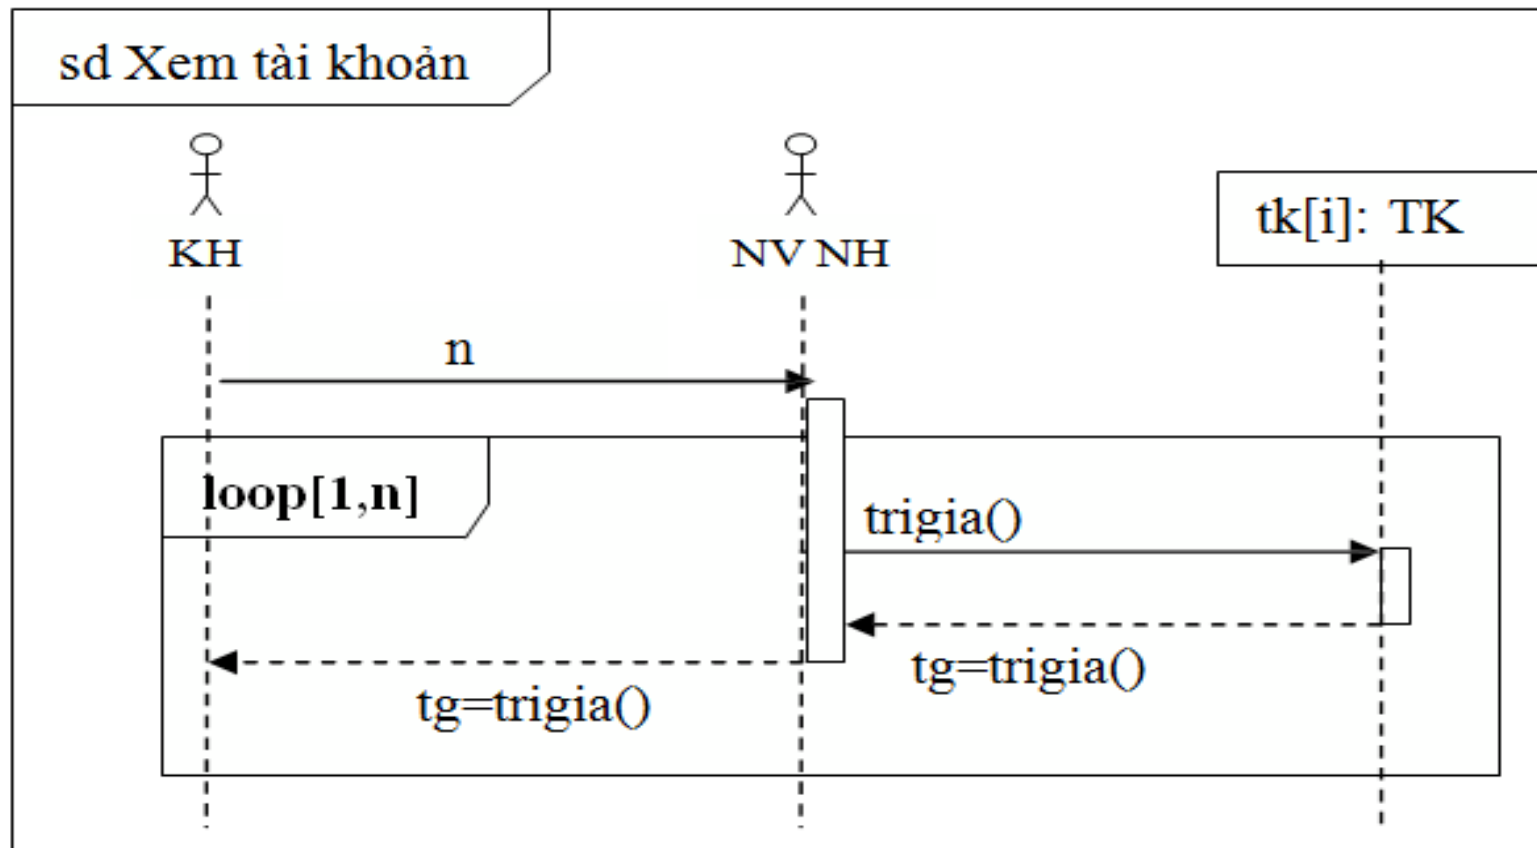 sd Xem tài khoản
KH
NV NH
tk[i]: TK
n
loop[1,n]
trigia()
tg=trigia()
tg=trigia()